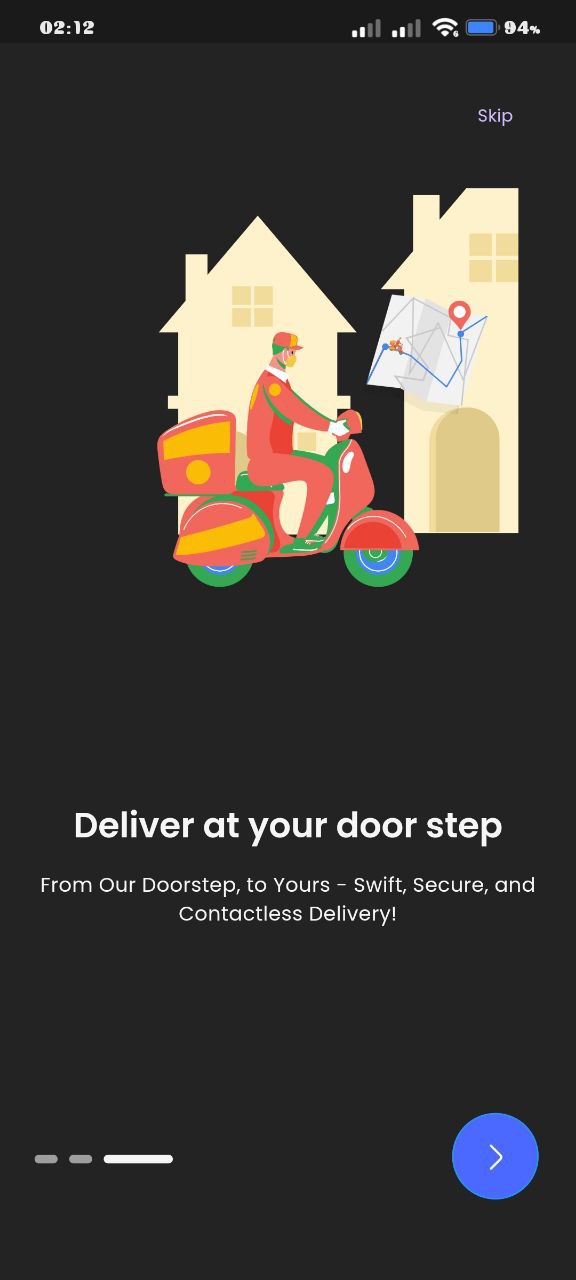 02:12
6
94%
Skip
Deliver at your door step
From Our Doorstep, to Yours - Swift, Secure, and
Contactless Delivery!